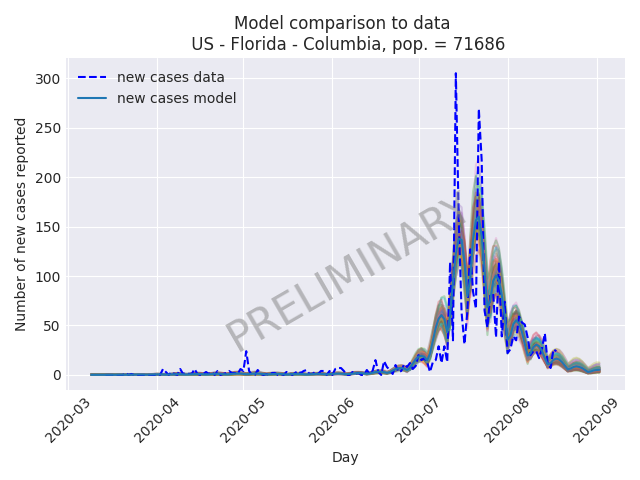 Model comparison to data
US - Florida - Columbia, pop. = 71686
new cases data
new cases model
Number of new cases reported
300
250
200
150
100
50
0
PRELIMINARY
2020-03
2020-04
2020-05
2020-06
2020-07
2020-08
2020-09
Day